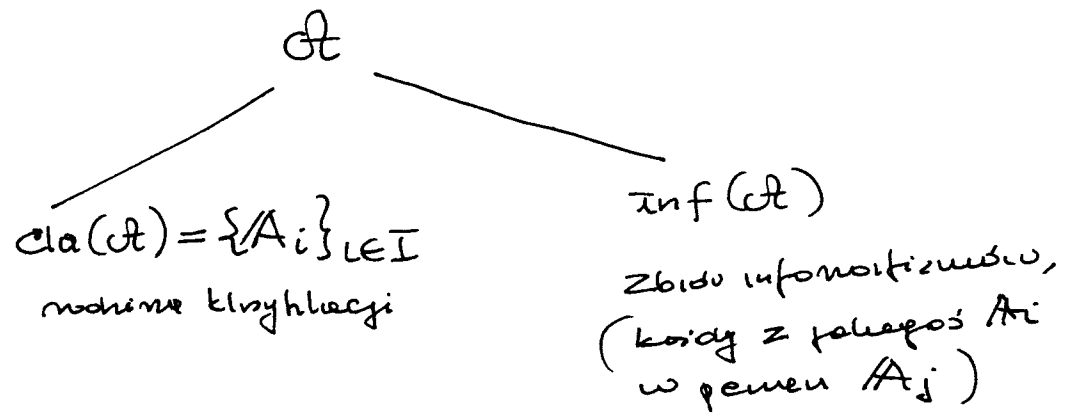 𝒜
cla(𝒜) = {𝔸i}i∈I
rodzina klasyfikacji
inf(𝒜)
zbiór infomorfizmów,
(każdy z jakiegoś 𝔸i
w pewien 𝔸j)